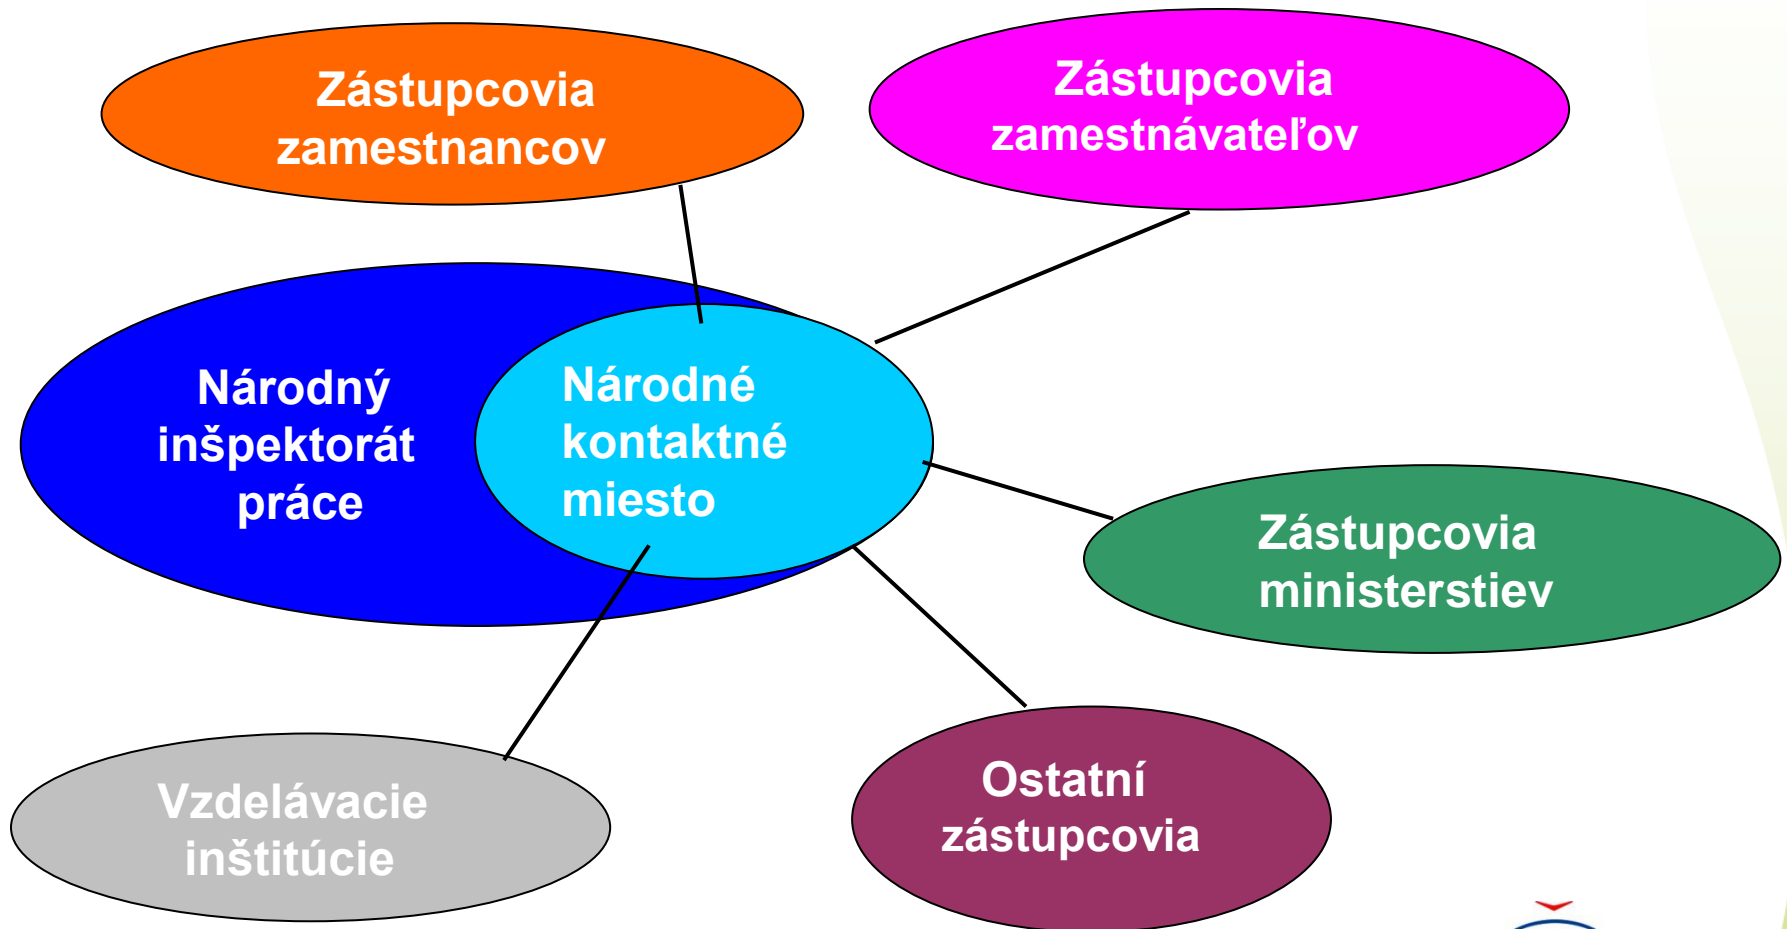 Zástupcovia
zamestnancov
Zástupcovia
zamestnávateľov
Národný
inšpektorát
práce
Národné
kontaktné
miesto
Zástupcovia
ministerstiev
Vzdelávacie
inštitúcie
Ostatní
zástupcovia